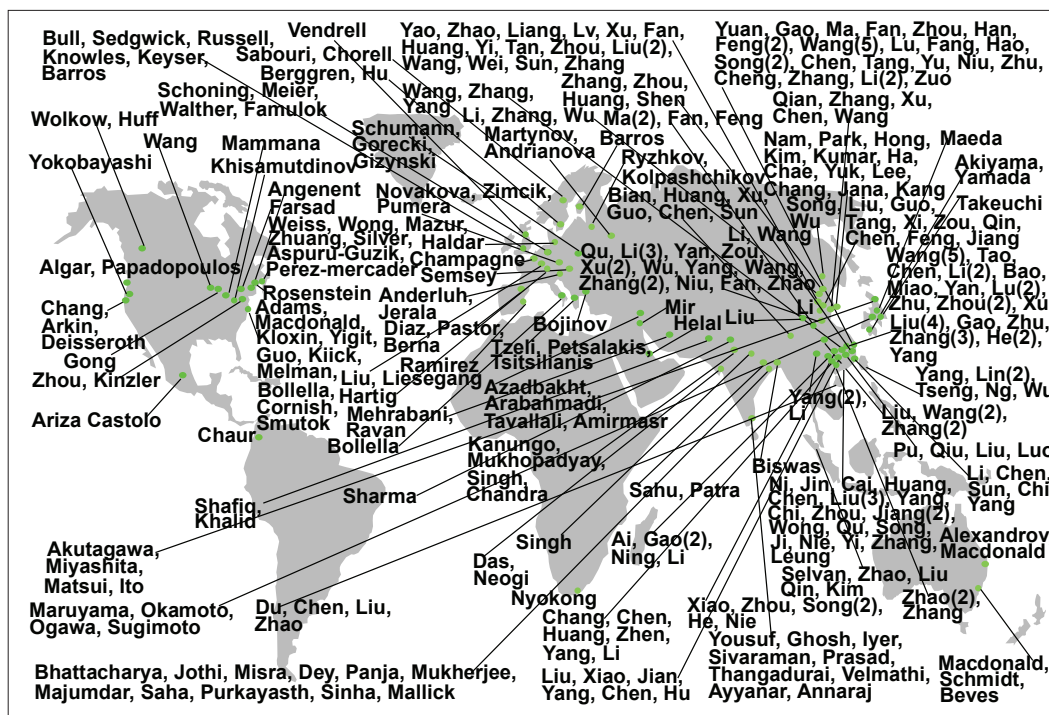 Bull, Sedgwick, Russell,
Knowles, Keyser,
Barros
Vendrell
Sabouri, Chorell
Berggren, Hu
Schoning, Meier,
Walther, Famulok
Wolkow, Huff
Wang
Mammana
Khisamutdinov
Yokobayashi
Angenent
Farsad
Weiss, Wong, Mazur,
Zhuang, Silver,
Aspuru-Guzik,
Perez-mercader
Schumann,
Gorecki,
Gizynski
Novakova, Zimcik,
Pumera
Haldar
Champagne
Semsey
Yao, Zhao, Liang, Lv, Xu, Fan,
Huang, Yi, Tan, Zhou, Liu(2),
Wang, Wei, Sun, Zhang
Wang, Zhang,
Yang
Zhang, Zhou,
Huang, Shen
Li, Zhang, Wu
Ma(2), Fan, Feng
Martynov,
Andrianova
Barros
Ryzhkov,
Kolpashchikov
Bian, Huang, Xu,
Guo, Chen, Sun
Yuan, Gao, Ma, Fan, Zhou, Han,
Feng(2), Wang(5), Lu, Fang, Hao,
Song(2), Chen, Tang, Yu, Niu, Zhu,
Cheng, Zhang, Li(2), Zuo
Qian, Zhang, Xu,
Chen, Wang
Nam, Park, Hong,
Kim, Kumar, Ha,
Chae, Yuk, Lee,
Chang, Jana, Kang
Maeda
Akiyama,
Yamada
Takeuchi
Song, Liu, Guo,
Wu
Tang, Xi, Zou, Qin,
Chen, Feng, Jiang
Li, Wang
Wang(5), Tao,
Chen, Li(2), Bao,
Miao, Yan, Lu(2),
Zhu, Zhou(2), Xu
Liu(4), Gao, Zhu,
Zhang(3), He(2),
Yang
Qu, Li(3), Yan, Zou,
Xu(2), Wu, Yang, Wang,
Zhang(2), Niu, Fan, Zhao
Algar, Papadopoulos
Chang,
Arkin,
Deisseroth
Gong
Zhou, Kinzler
Rosenstein
Adams,
Macdonald,
Kloxin, Yigit,
Guo, Kiick,
Melman,
Bollella,
Cornish,
Smutok
Ariza Castolo
Chaur
Anderluh,
Jerala
Diaz, Pastor,
Berna
Ramirez
Liu, Liesegang
Hartig
Mehrabani,
Ravan
Bollella
Bojinov
Mir
Helal
Liu
Li
Tzeli, Petsalakis,
Tsitsilianis
Azadbakht,
Arabahmadi,
Tavallali, Amirmasr
Kanungo,
Mukhopadyay,
Singh,
Chandra
Yang(2),
Li
Yang, Lin(2),
Tseng, Ng, Wu
Liu, Wang(2),
Zhang(2)
Pu, Qiu, Liu, Luo
Li, Chen,
Sun, Chi,
Yang
Shafiq,
Khalid
Sharma
Sahu, Patra
Biswas
Ni, Jin, Cai, Huang,
Chen, Liu(3), Yang,
Chi, Zhou, Jiang(2),
Wong, Qu, Song,
Ji, Nie, Yi, Zhang,
Leung
Alexandrov
Macdonald
Selvan, Zhao, Liu
Qin, Kim
Zhao(2),
Zhang
Akutagawa,
Miyashita,
Matsui, Ito
Singh
Das,
Neogi
Ai, Gao(2),
Ning, Li
Nyokong
Maruyama, Okamoto,
Ogawa, Sugimoto
Du, Chen, Liu,
Zhao
Chang, Chen,
Huang, Zhen,
Yang, Li
Xiao, Zhou, Song(2),
He, Nie
Yousuf, Ghosh, Iyer,
Sivaraman, Prasad,
Thangadurai, Velmathi,
Ayyanar, Annaraj
Bhattacharya, Jothi, Misra, Dey, Panja, Mukherjee,
Majumdar, Saha, Purkayasth, Sinha, Mallick
Liu, Xiao, Jian,
Yang, Chen, Hu
Macdonald,
Schmidt,
Beves